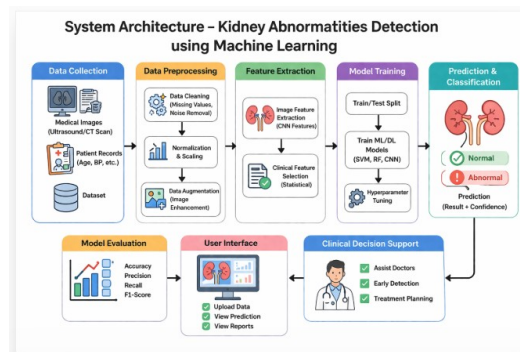 System Architecture – Kidney Abnormatities Detection
using Machine Learning
Data Collection
Medical Images
(Ultrasound/CT Scan)
Patient Records
(Age, BP, etc.)
Dataset
Data Preprocessing
Data Cleaning
(Missing Values,
Noise Removal)
Normalization
& Scaling
Data Augmentation
(Image
Enhancement)
Feature Extraction
Image Feature
Extraction
(CNN Features)
Clinical Feature
Selection
(Statistical)
Model Training
Train/Test Split
Train ML/DL
Models
(SVM, RF, CNN)
Hyperparameter
Tuning
Prediction &
Classification
Normal
Abnormal
Prediction
(Result + Confidence)
Model Evaluation
Accuracy
Precision
Recall
F1-Score
User Interface
Upload Data
View Prediction
View Reports
Clinical Decision Support
Assist Doctors
Early Detection
Treatment Planning